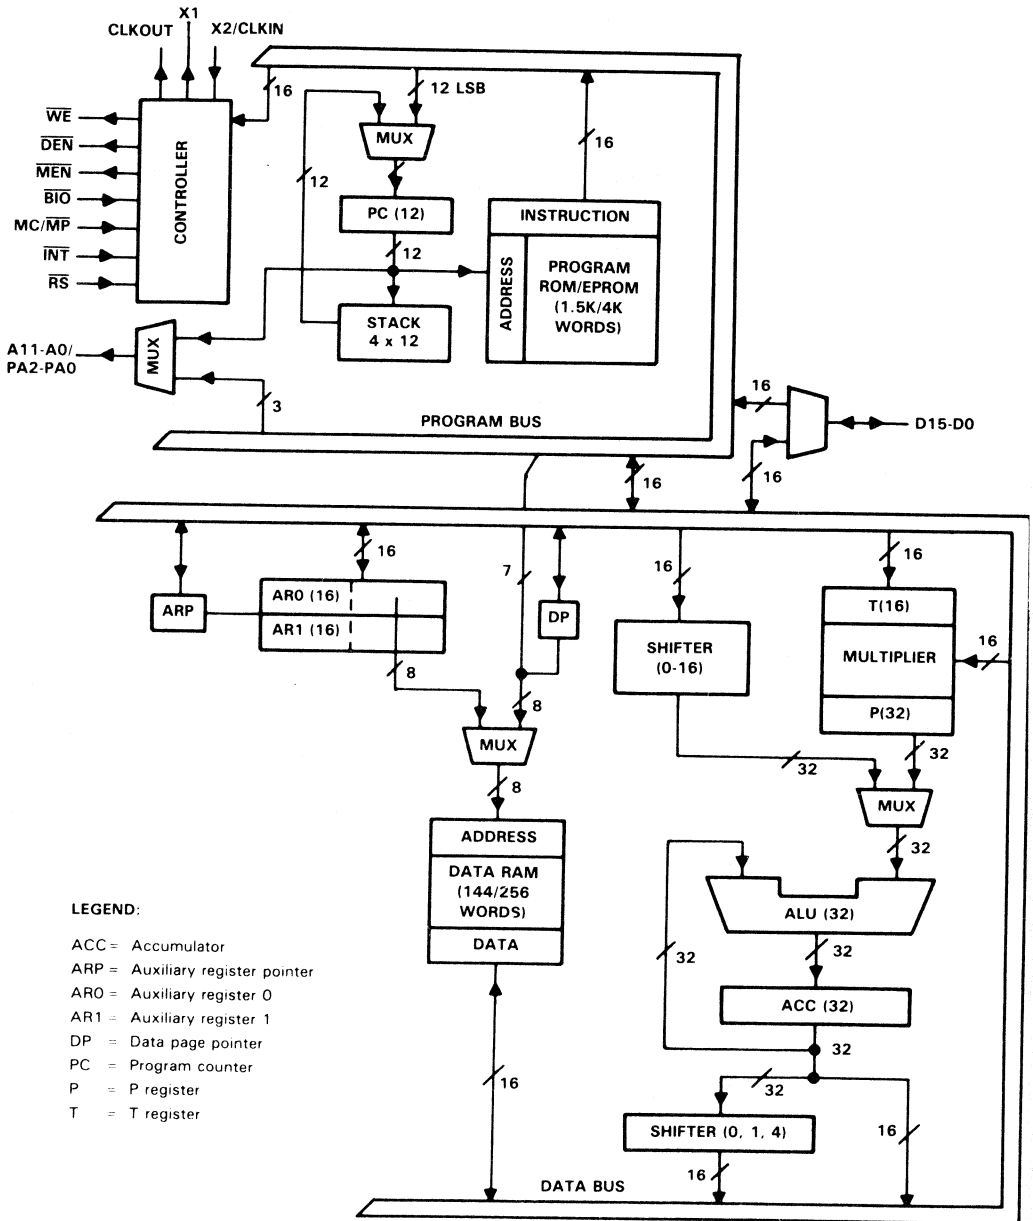 CLKOUT
X1
X2/CLKIN
WE
DEN
MEN
BIO
MC/MP
INT
RS
CONTROLLER
16
12 LSB
MUX
12
PC (12)
12
STACK
4 x 12
16
INSTRUCTION
ADDRESS
PROGRAM
ROM/EPROM
(1.5K/4K
WORDS)
A11-A0/
PA2-PA0
MUX
3
PROGRAM BUS
16
D15-D0
16
16
ARP
16
AR0 (16)
AR1 (16)
8
7
DP
8
MUX
8
ADDRESS
DATA RAM
(144/256
WORDS)
DATA
16
16
SHIFTER
(0-16)
32
16
T(16)
MULTIPLIER
P(32)
16
32
MUX
32
ALU (32)
32
32
ACC (32)
32
32
SHIFTER (0, 1, 4)
16
16
DATA BUS
LEGEND:
ACC = Accumulator
ARP = Auxiliary register pointer
AR0 = Auxiliary register 0
AR1 = Auxiliary register 1
DP = Data page pointer
PC = Program counter
P = P register
T = T register